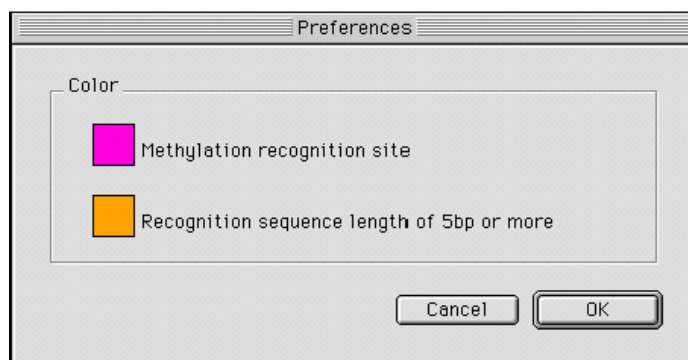 Preferences
Color
Methylation recognition site
Recognition sequence length of 5bp or more
Cancel
OK